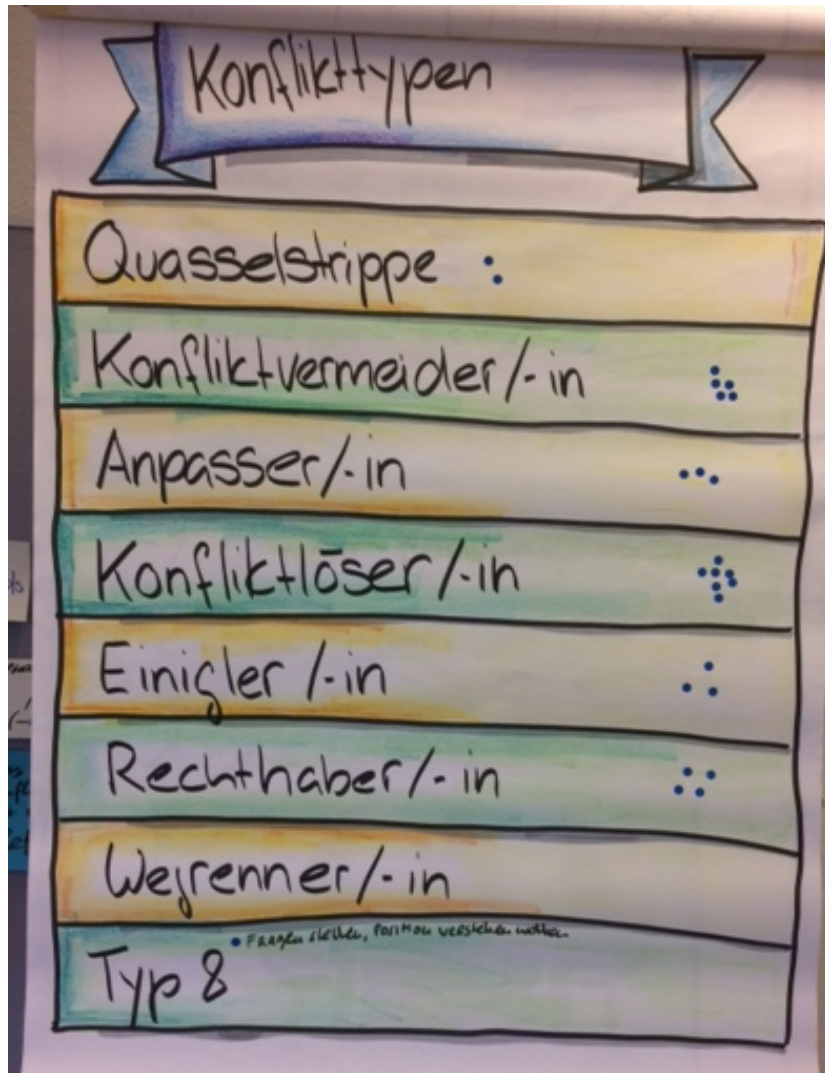 Konflikttypen
Quasselstrippe
Konfliktvermeider/-in
Anpasser/-in
Konfliktlöser/-in
Einigler/-in
Rechthaber/-in
Wegrenner/-in
Fragen stellen, Position verstehen wollen
Typ 8